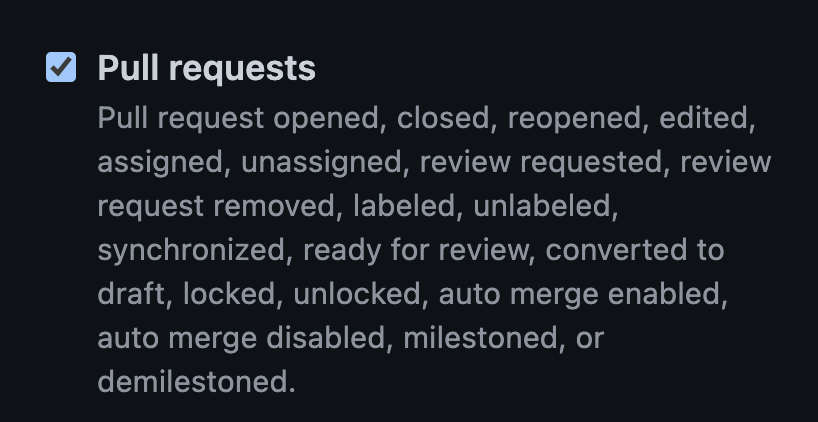 Pull requests
Pull request opened, closed, reopened, edited,
assigned, unassigned, review requested, review
request removed, labeled, unlabeled,
synchronized, ready for review, converted to
draft, locked, unlocked, auto merge enabled,
auto merge disabled, milestoned, or
demilestoned.